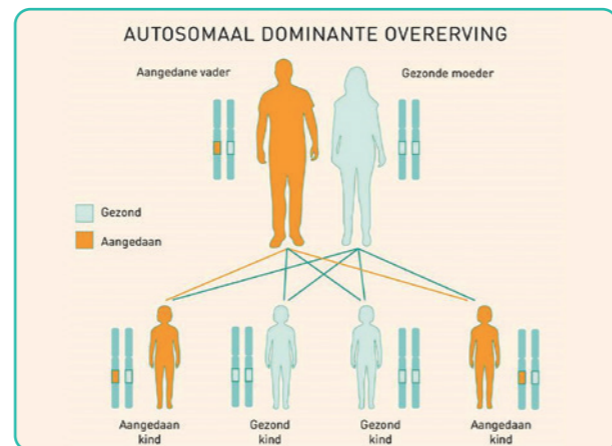 AUTOSOMAAL DOMINANTE OVERERVING
Aangedane vader
Gezonde moeder
Gezond
Aangedaan
Aangedaan
kind
Gezond
kind
Gezond
kind
Aangedaan
kind